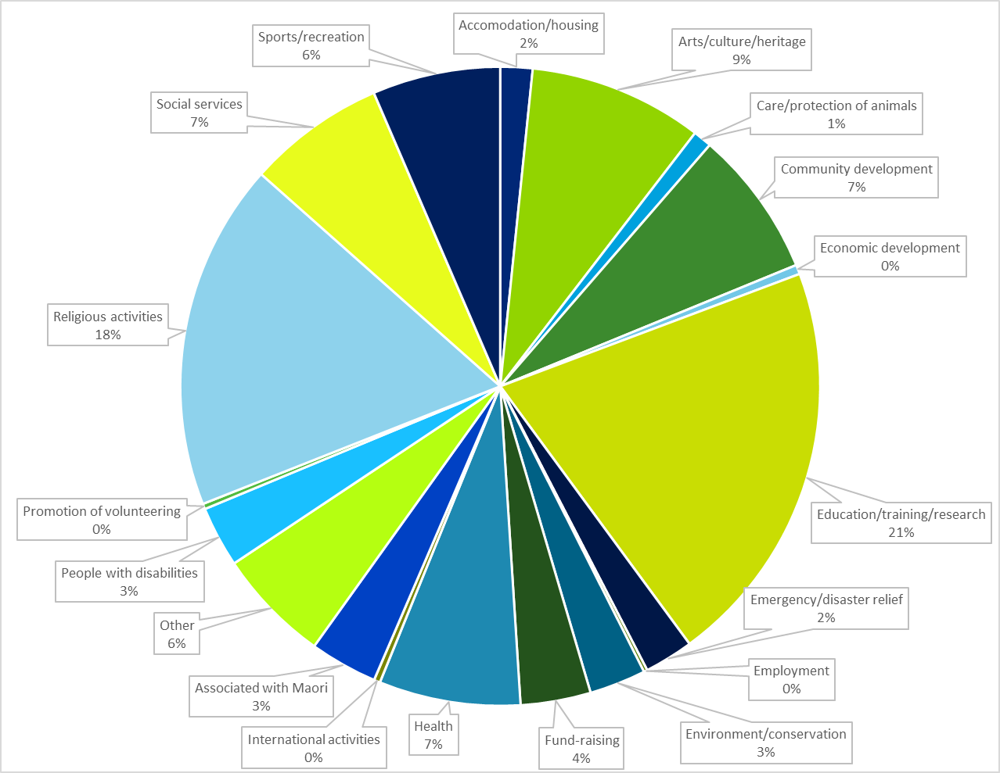 Accomodation/housing
2%
Arts/culture/heritage
9%
Care/protection of animals
1%
Community development
7%
Economic development
0%
Education/training/research
21%
Emergency/disaster relief
2%
Employment
0%
Environment/conservation
3%
Fund-raising
4%
Health
7%
International activities
0%
Associated with Maori
3%
Other
6%
People with disabilities
3%
Promotion of volunteering
0%
Religious activities
18%
Social services
7%
Sports/recreation
6%